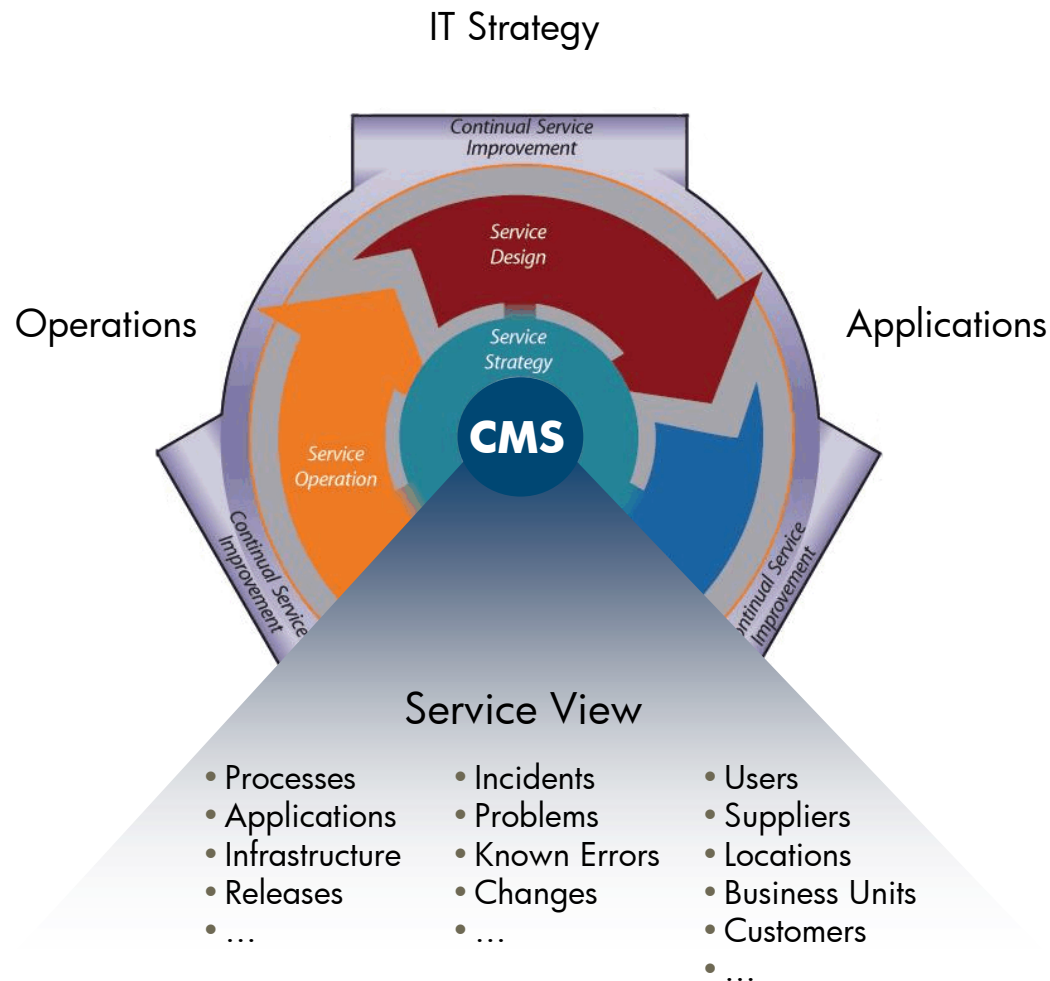 IT Strategy
Continual Service
Improvement
Service
Design
Operations
Applications
Service
Strategy
CMS
Service
Operation
Continual Service
Improvement
ontinual Service
Improvement
Service View
• Processes
• Applications
• Infrastructure
• Releases
• ...
• Incidents
• Problems
• Known Errors
• Changes
• ...
• Users
• Suppliers
• Locations
• Business Units
• Customers
• ...